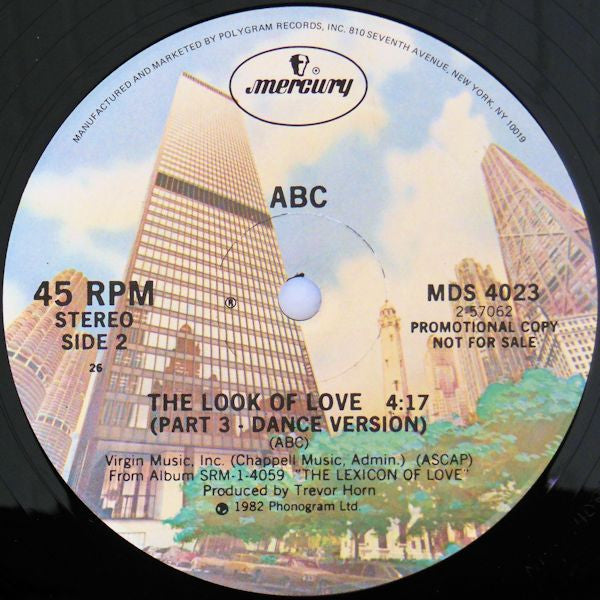 MANUFACTURED AND MARKETED BY POLYGRAM RECORDS, INC. 810 SEVENTH AVENUE, NEW YORK, NY 10019
mercury
®
ABC
45 RPM
STEREO
SIDE 2
26
®
MDS 4023
2-57062
PROMOTIONAL COPY
NOT FOR SALE
THE LOOK OF LOVE 4:17
(PART 3 - DANCE VERSION)
(ABC)
Virgin Music, Inc. (Chappell Music, Admin.) (ASCAP)
From Album SRM-1-4059 "THE LEXICON OF LOVE"
Produced by Trevor Horn
℗ 1982 Phonogram Ltd.